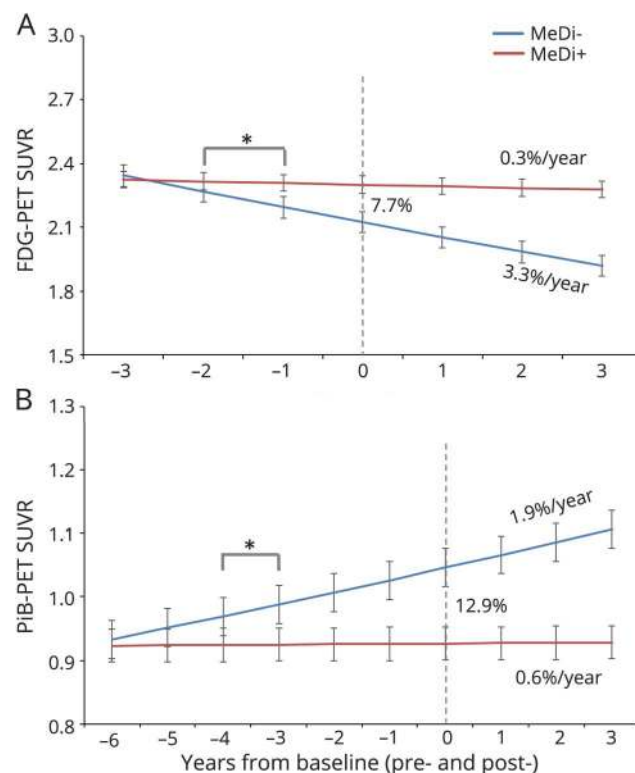 A
MeDi-
MeDi+
FDG-PET SUVR
3.0
2.7
2.4
2.1
1.8
1.5
*
0.3%/year
7.7%
3.3%/year
–3 –2 –1 0 1 2 3
B
PiB-PET SUVR
1.3
1.2
1.1
1.0
0.9
0.8
*
1.9%/year
12.9%
0.6%/year
–6 –5 –4 –3 –2 –1 0 1 2 3
Years from baseline (pre- and post-)